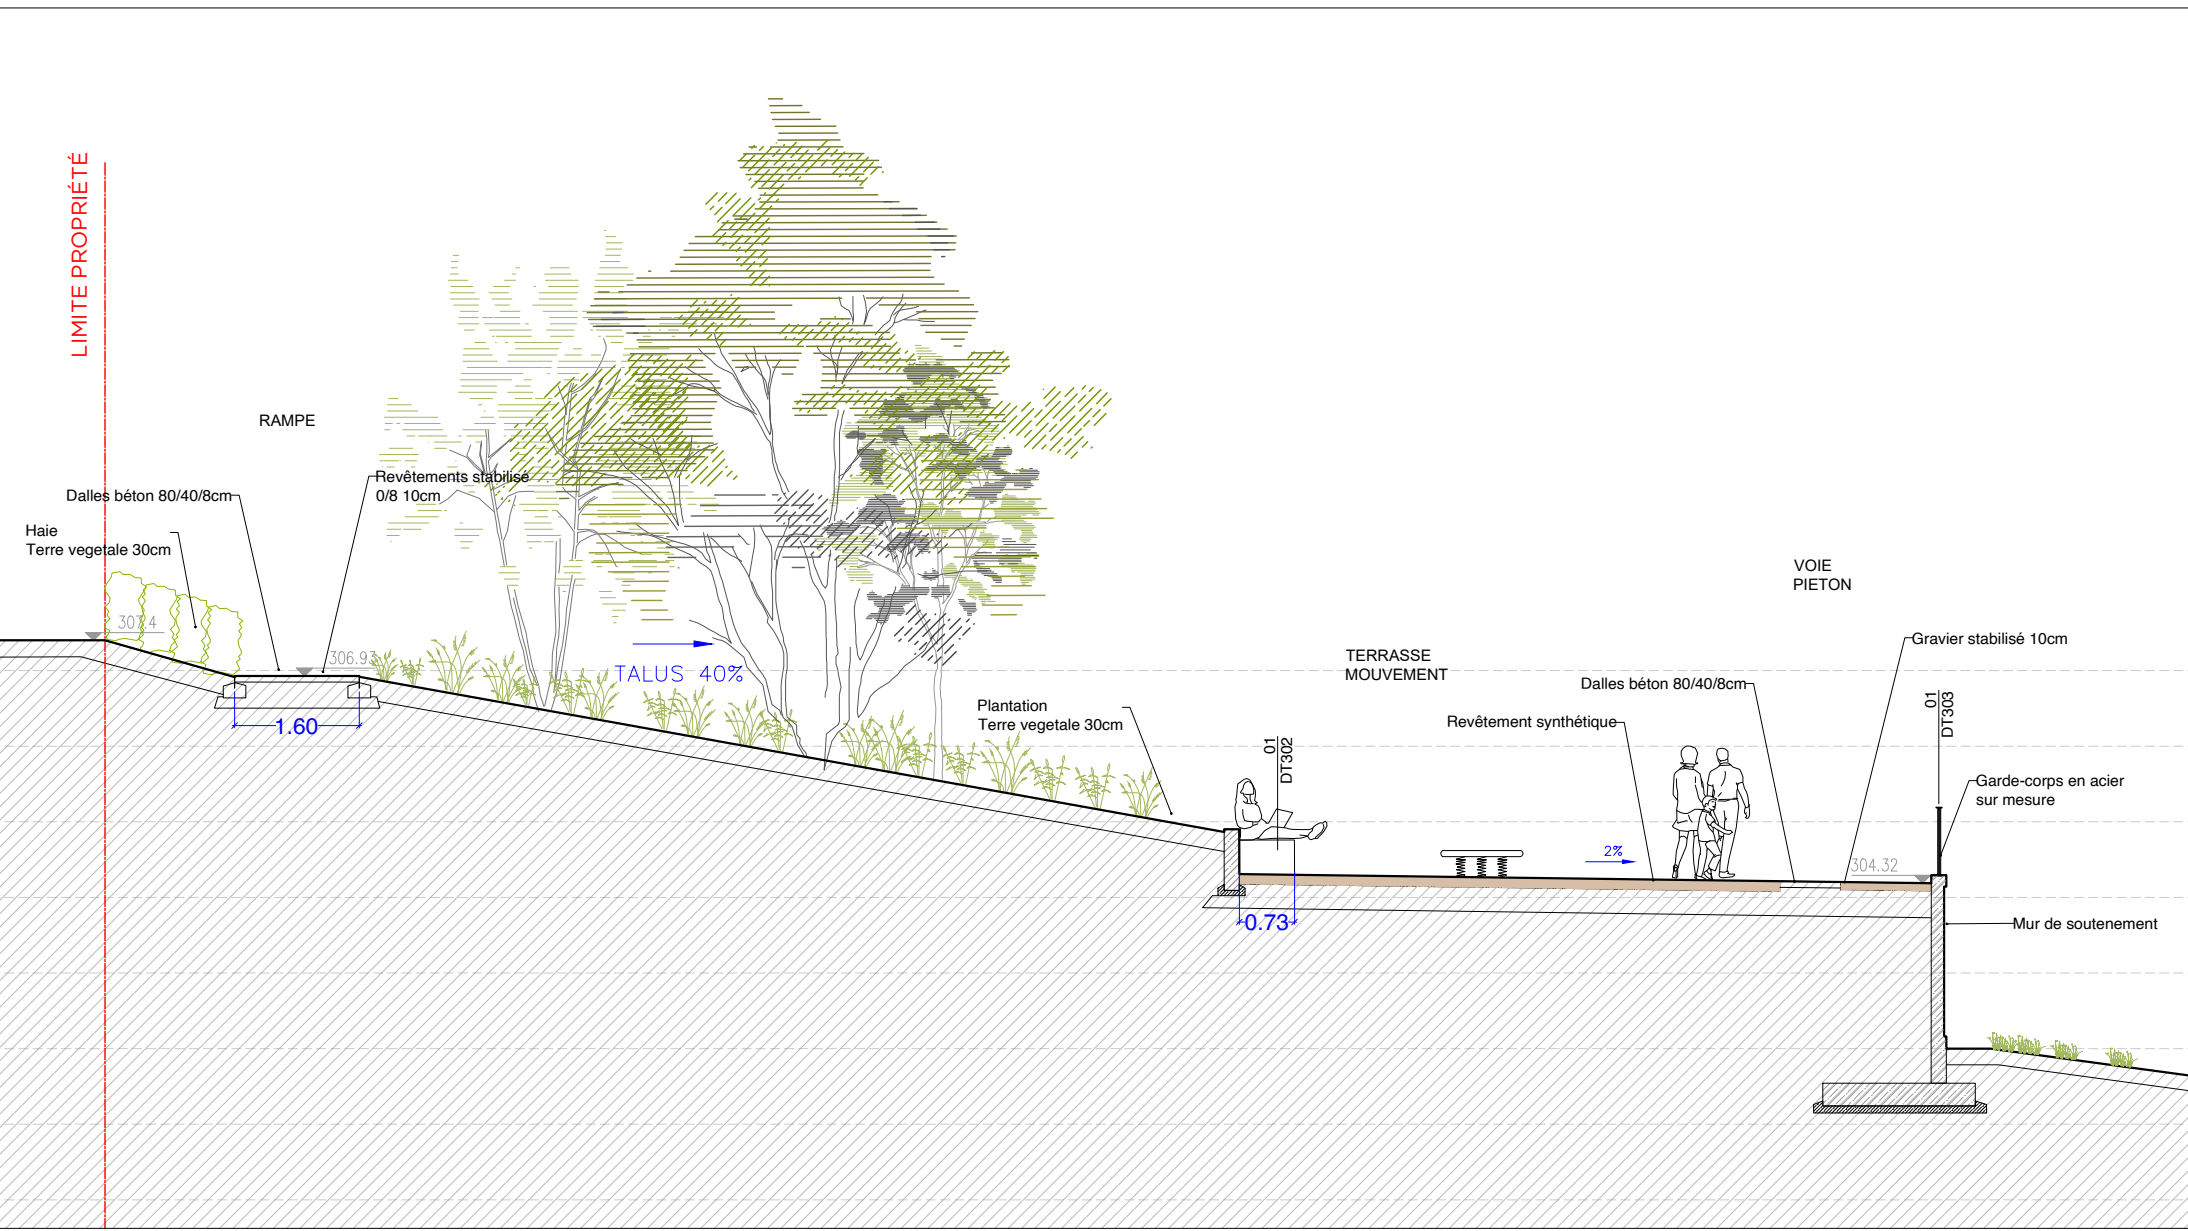 LIMITE PROPRIÉTÉ
RAMPE
Revêtements stabilisé
0/8 10cm
Dalles béton 80/40/8cm
Haie
Terre vegetale 30cm
307.4
306.93
1.60
TALUS 40%
Plantation
Terre vegetale 30cm
01
DT302
0.73
TERRASSE
MOUVEMENT
Revêtement synthétique
Dalles béton 80/40/8cm
2%
VOIE
PIETON
Gravier stabilisé 10cm
01
DT303
Garde-corps en acier
sur mesure
304.32
Mur de soutenement